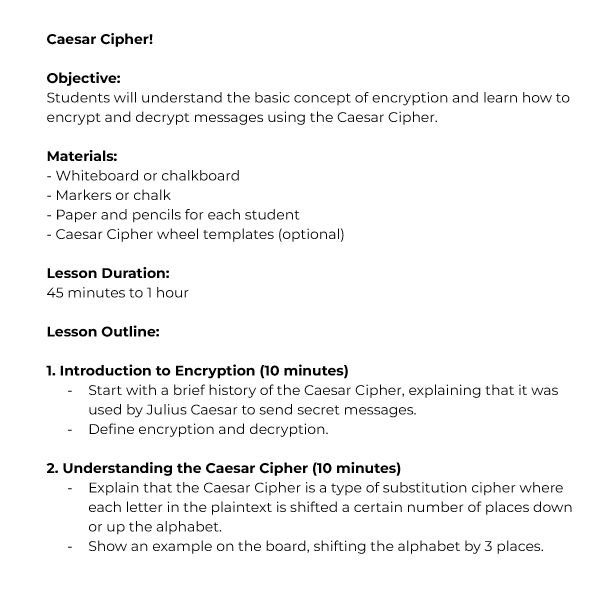 Caesar Cipher!
Objective:
Students will understand the basic concept of encryption and learn how to
encrypt and decrypt messages using the Caesar Cipher.
Materials:
- Whiteboard or chalkboard
- Markers or chalk
- Paper and pencils for each student
- Caesar Cipher wheel templates (optional)
Lesson Duration:
45 minutes to 1 hour
Lesson Outline:
1. Introduction to Encryption (10 minutes)
- Start with a brief history of the Caesar Cipher, explaining that it was
used by Julius Caesar to send secret messages.
- Define encryption and decryption.
2. Understanding the Caesar Cipher (10 minutes)
- Explain that the Caesar Cipher is a type of substitution cipher where
each letter in the plaintext is shifted a certain number of places down
or up the alphabet.
- Show an example on the board, shifting the alphabet by 3 places.